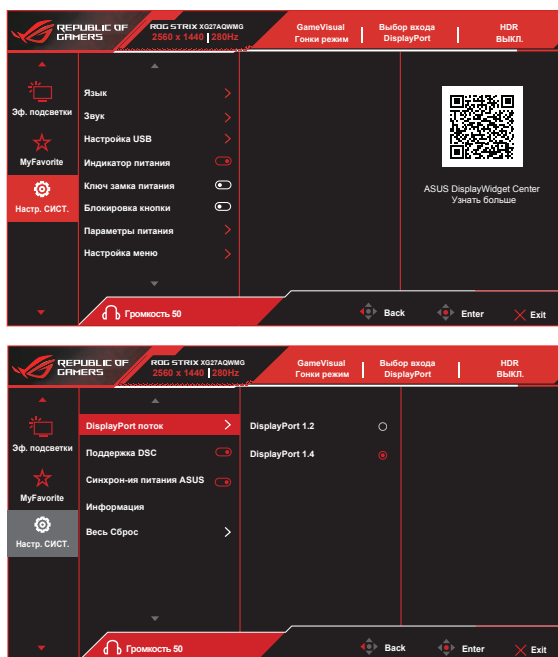 REPUBLIC OF
GAMERS
ROG STRIX XG27AQWMG
2560 x 1440 280Hz
GameVisual
Гонки режим
Выбор входа
DisplayPort
HDR
ВЫКЛ.
Эф. подсветки
MyFavorite
Настр. СИСТ.
Язык
Звук
Настройка USB
Индикатор питания
Ключ замка питания
Блокировка кнопки
Параметры питания
Настройка меню
ASUS DisplayWidget Center
Узнать больше
Громкость 50
Back
Enter
Exit
REPUBLIC OF
GAMERS
ROG STRIX XG27AQWMG
2560 x 1440 280Hz
GameVisual
Гонки режим
Выбор входа
DisplayPort
HDR
ВЫКЛ.
Эф. подсветки
MyFavorite
Настр. СИСТ.
DisplayPort поток
Поддержка DSC
Синхрон-ия питания ASUS
Информация
Весь Сброс
DisplayPort 1.2
DisplayPort 1.4
Громкость 50
Back
Enter
Exit